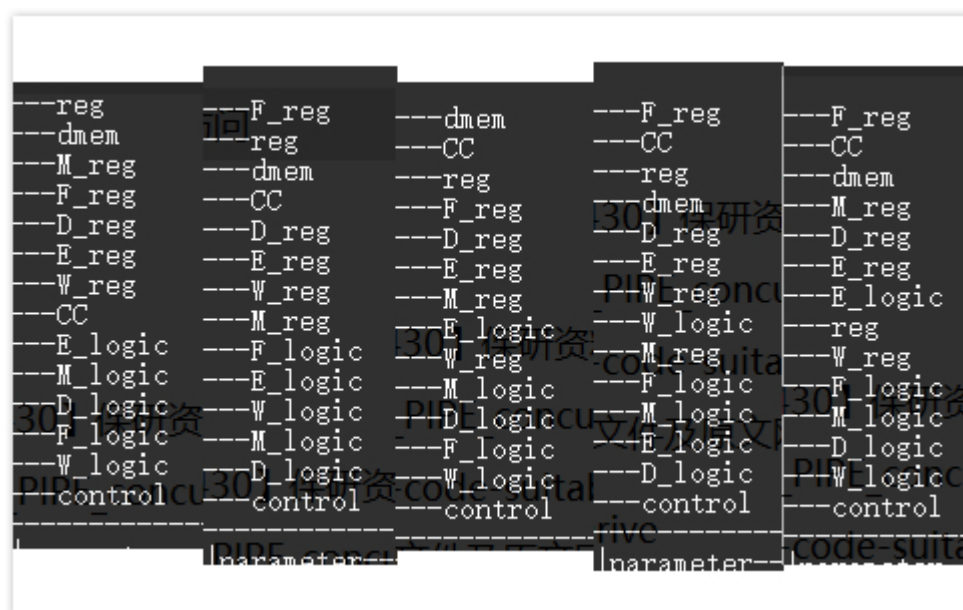 ---reg
---dmem
---M_reg
---F_reg
---D_reg
---E_reg
---W_reg
---CC
---E_logic
---M_logic
---D_logic
---F_logic
---W_logic
---control
---F_reg
---reg
---dmem
---CC
---D_reg
---E_reg
---W_reg
---M_reg
---F_logic
---E_logic
---W_logic
---M_logic
---D_logic
---control
|parameter---
---dmem
---CC
---reg
---F_reg
---D_reg
---E_reg
---M_reg
---E_logic
---W_reg
---M_logic
---D_logic
---F_logic
---W_logic
---control
---F_reg
---CC
---reg
---dmem
---D_reg
---E_reg
---W_reg
---W_logic
---M_reg
---F_logic
---M_logic
---E_logic
---D_logic
---control
|parameter---
---F_reg
---CC
---dmem
---M_reg
---D_reg
---E_reg
---E_logic
---reg
---W_reg
---F_logic
---M_logic
---D_logic
---W_logic
---control